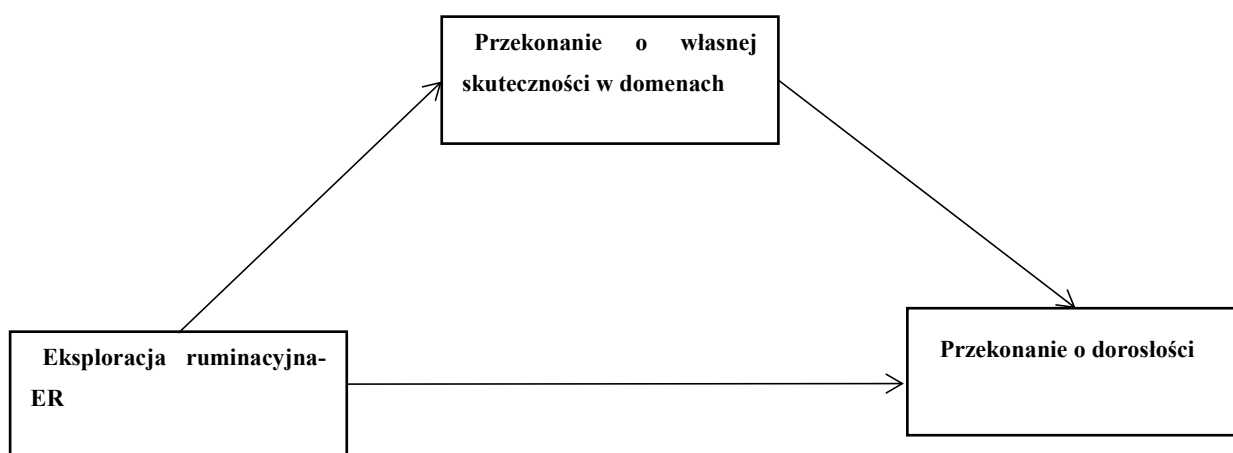 Przekonanie o własnej
skuteczności w domenach
Eksploracja ruminacyjna-
ER
Przekonanie o dorosłości